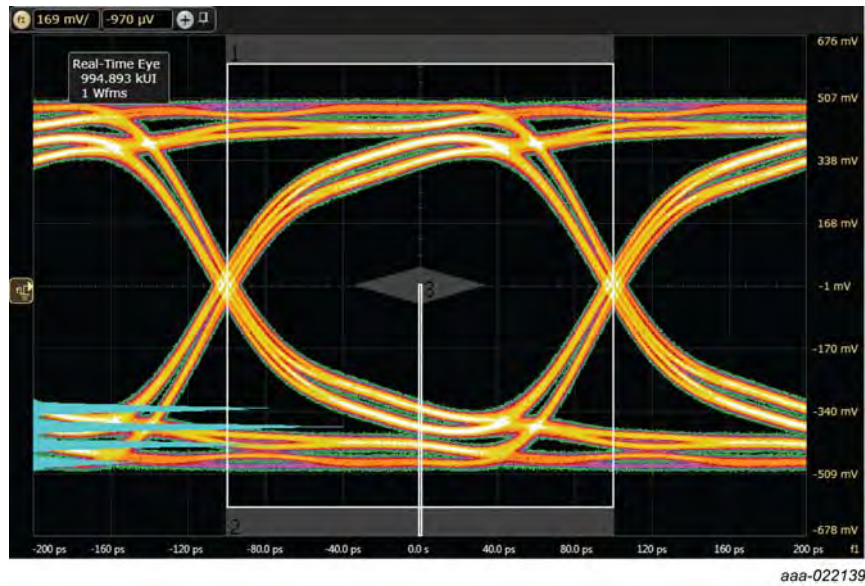 f1 169 mV/ -970 µV
1
676 mV
Real-Time Eye
994.893 kUI
1 Wfms
507 mV
338 mV
168 mV
3
-1 mV
-170 mV
-340 mV
-509 mV
2
-678 mV
-200 ps -160 ps -120 ps -80.0 ps -40.0 ps 0.0 s 40.0 ps 80.0 ps 120 ps 160 ps 200 ps f1
aaa-022139